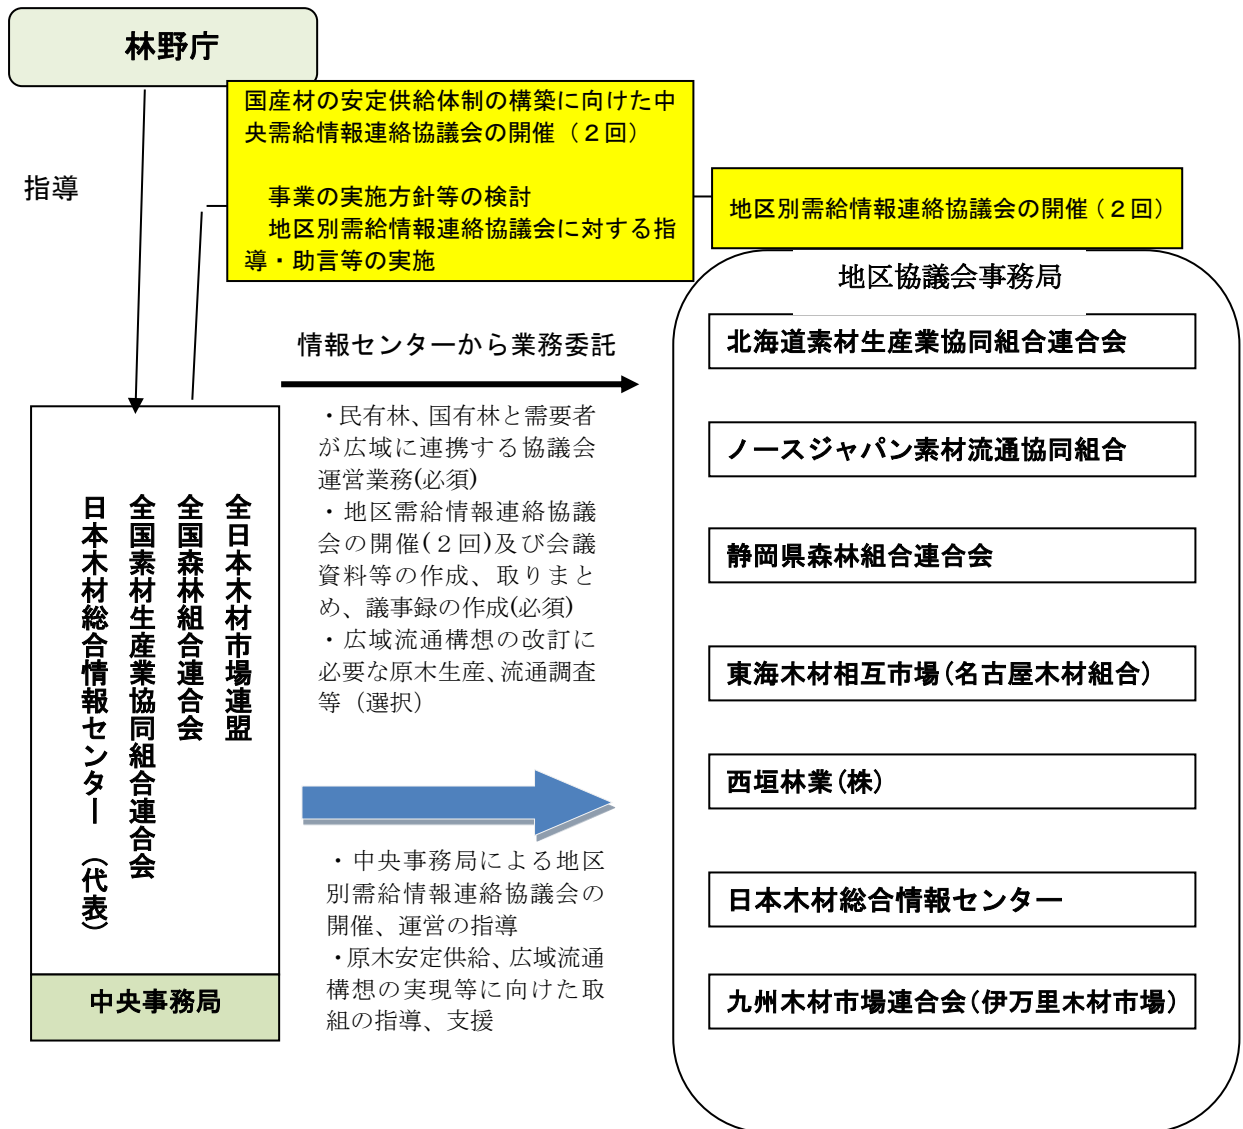 林野庁
国産材の安定供給体制の構築に向けた中
央需給情報連絡協議会の開催（２回）
事業の実施方針等の検討
地区別需給情報連絡協議会に対する指
導・助言等の実施
指導
地区別需給情報連絡協議会の開催（２回）
地区協議会事務局
情報センターから業務委託
北海道素材生産業協同組合連合会
・民有林、国有林と需要者
が広域に連携する協議会
運営業務(必須)
・地区需給情報連絡協議
会の開催(２回)及び会議
資料等の作成、取りまと
め、議事録の作成(必須)
・広域流通構想の改訂に
必要な原木生産、流通調査
等（選択）
ノースジャパン素材流通協同組合
静岡県森林組合連合会
東海木材相互市場（名古屋木材組合）
西垣林業（株）
日本木材総合情報センター
九州木材市場連合会（伊万里木材市場）
全日本木材市場連盟
全国森林組合連合会
全国素材生産業協同組合連合会
日本木材総合情報センター（代表）
中央事務局
・中央事務局による地区
別需給情報連絡協議会の
開催、運営の指導
・原木安定供給、広域流通
構想の実現等に向けた取
組の指導、支援